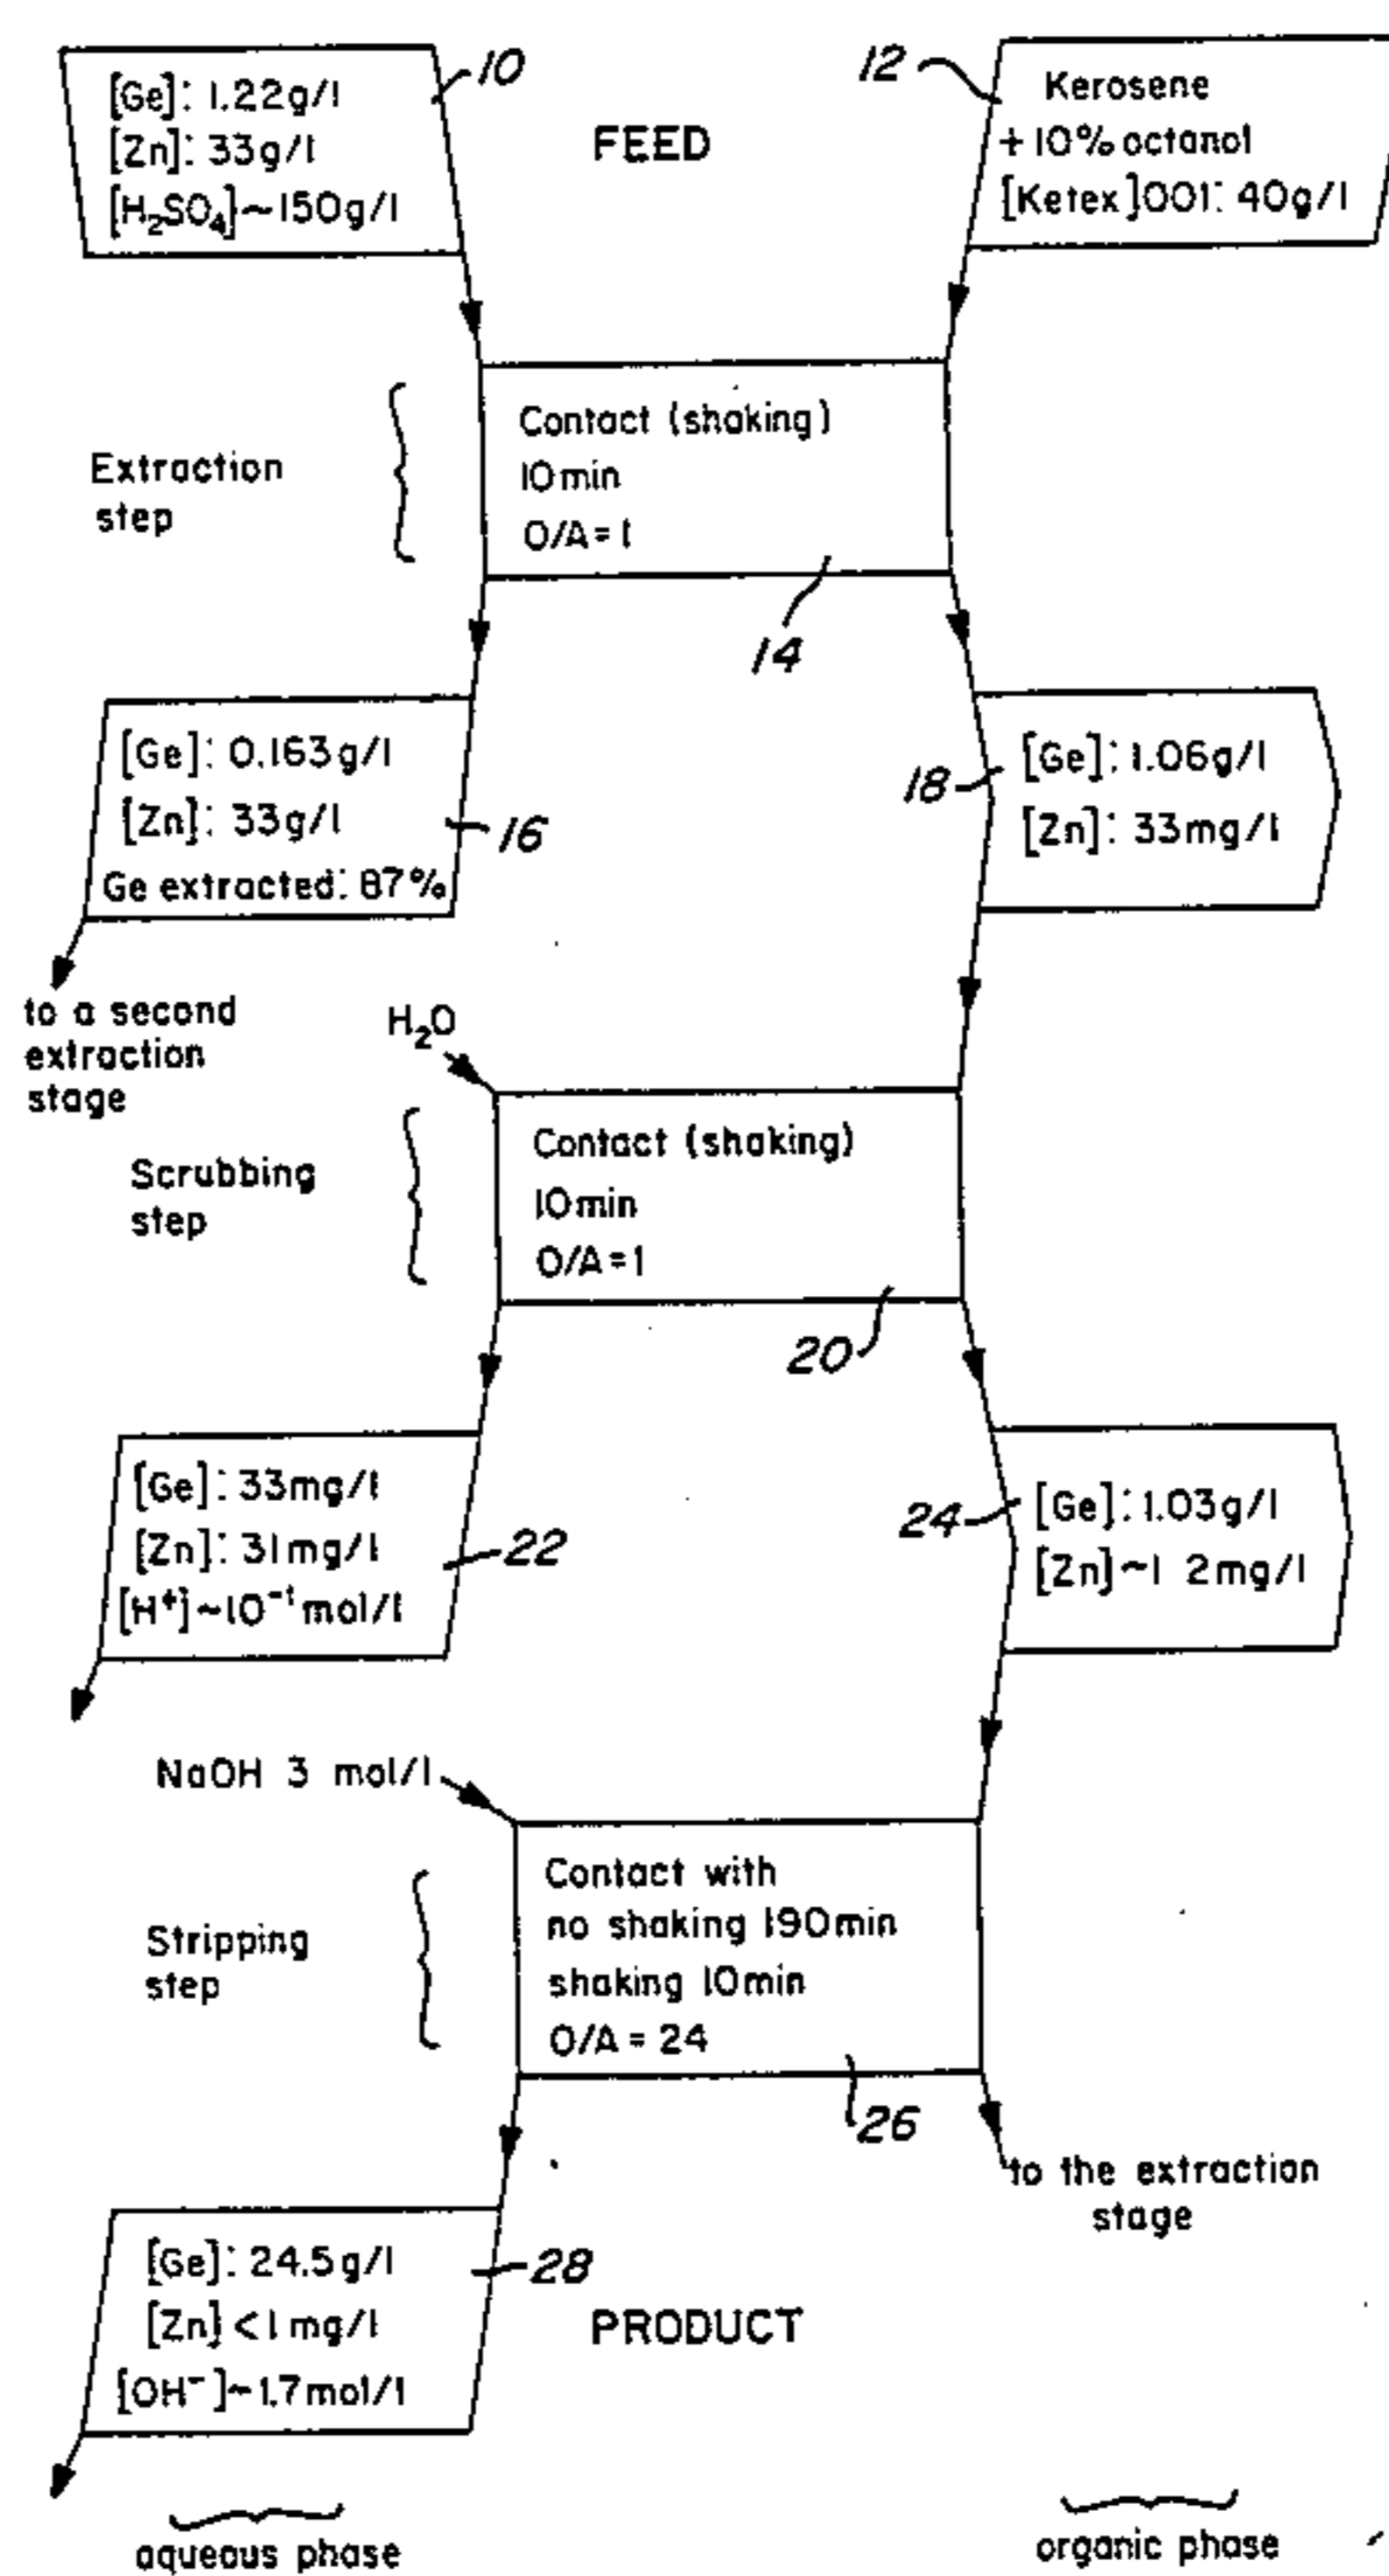 [Ge]: 1.22g/l
[Zn]: 33g/l
[H₂SO₄]~150g/l
10
FEED
12
Kerosene
+10% octanol
[Ketex]001: 40g/l
Extraction
step
Contact (shaking)
10min
O/A=1
14
[Ge]: 0.163g/l
[Zn]: 33g/l
Ge extracted: 87%
16
18
[Ge]: 1.06g/l
[Zn]: 33mg/l
to a second
extraction
stage
H₂O
Scrubbing
step
Contact (shaking)
10min
O/A=1
20
[Ge]: 33mg/l
[Zn]: 31mg/l
[H⁺]~10⁻¹mol/l
22
24
[Ge]: 1.03g/l
[Zn]~1 2mg/l
NaOH 3 mol/l
Stripping
step
Contact with
no shaking 190min
shaking 10min
O/A = 24
26
to the extraction
stage
[Ge]: 24.5g/l
[Zn] <1mg/l
[OH⁻]~1.7mol/l
28
PRODUCT
aqueous phase
organic phase